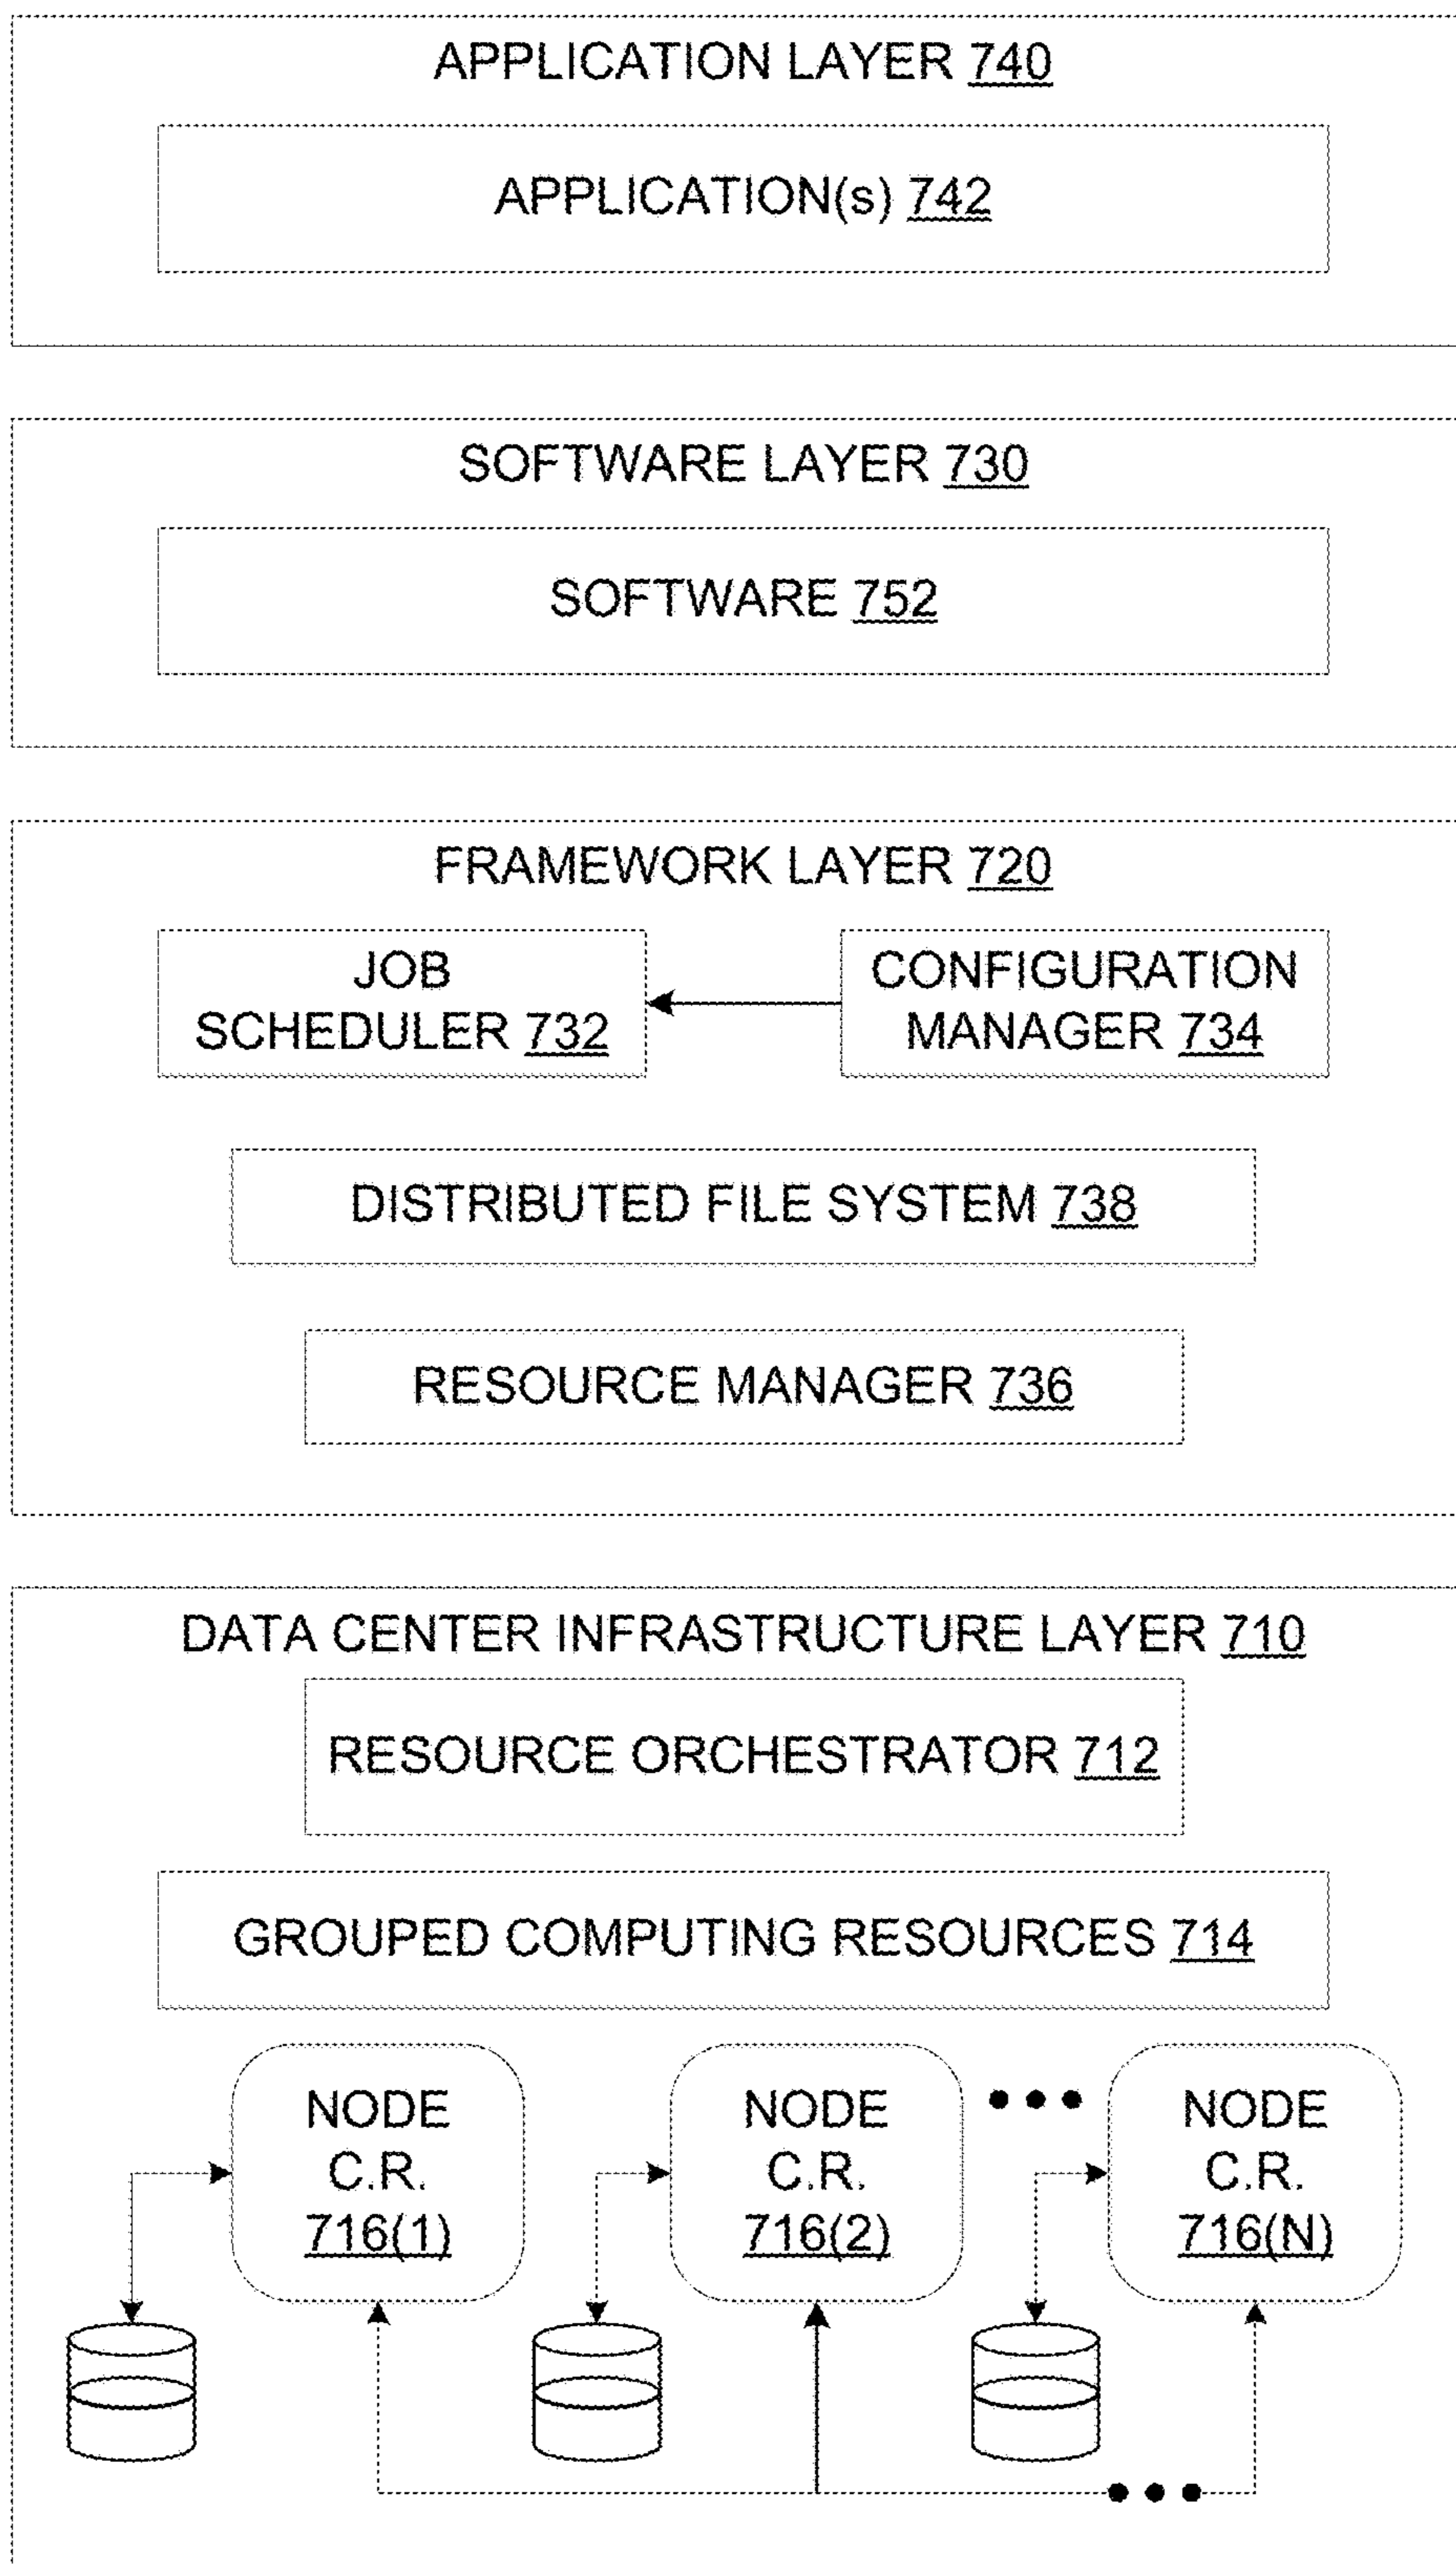 APPLICATION LAYER 740
APPLICATION(s) 742
SOFTWARE LAYER 730
SOFTWARE 752
FRAMEWORK LAYER 720
JOB
SCHEDULER 732
CONFIGURATION
MANAGER 734
DISTRIBUTED FILE SYSTEM 738
RESOURCE MANAGER 736
DATA CENTER INFRASTRUCTURE LAYER 710
RESOURCE ORCHESTRATOR 712
GROUPED COMPUTING RESOURCES 714
NODE
C.R.
716(1)
NODE
C.R.
716(2)
NODE
C.R.
716(N)